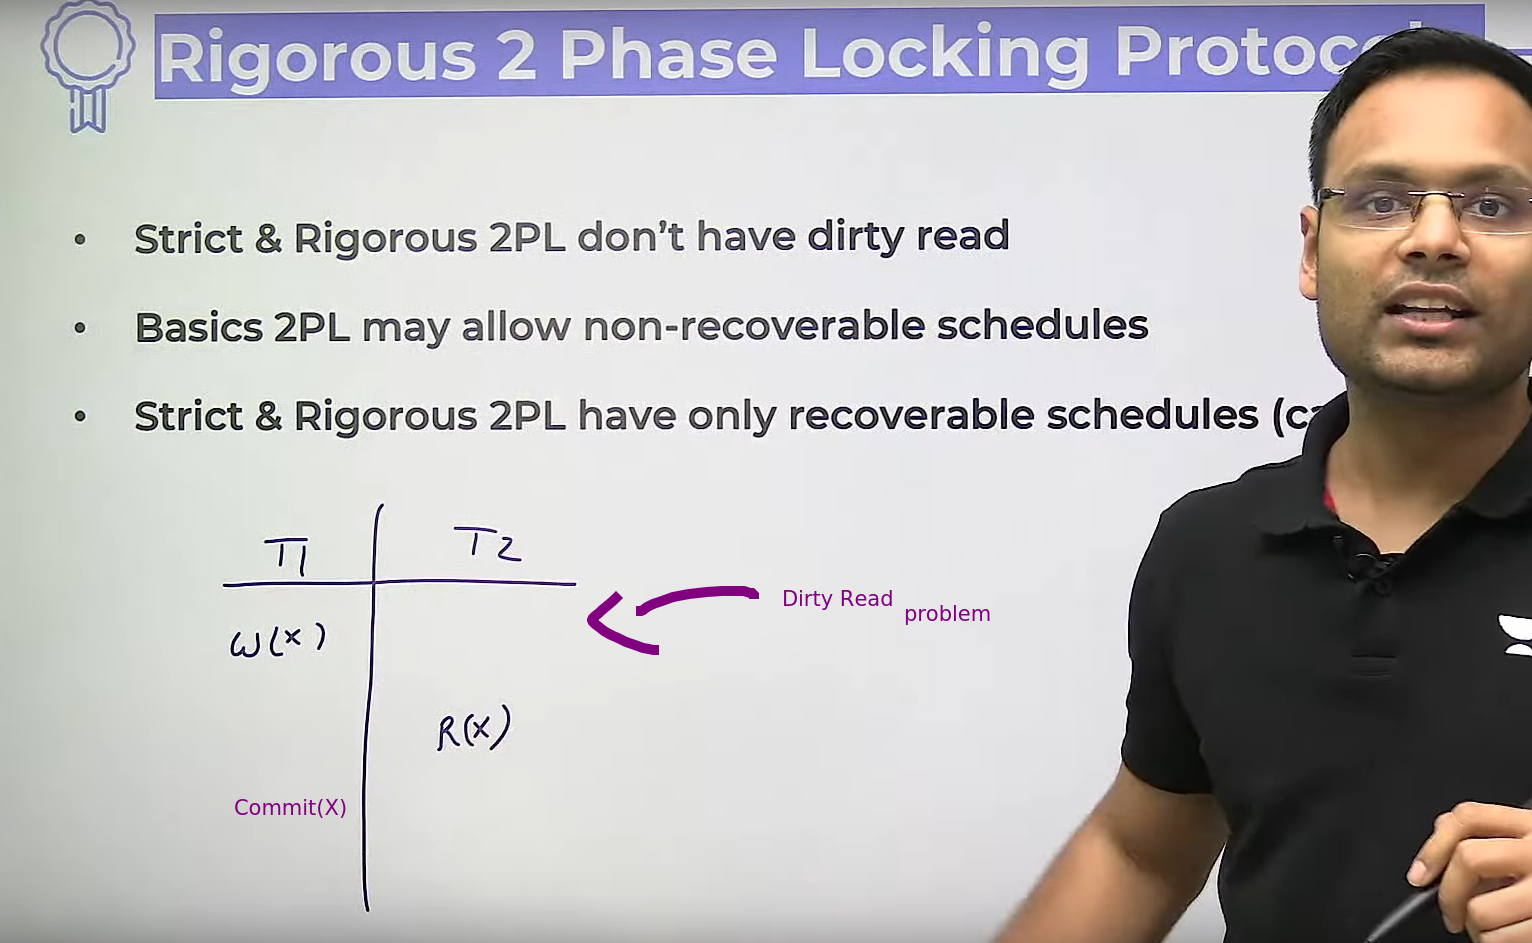 Rigorous 2 Phase Locking
• Strict & Rigorous 2PL don't have dirty read
• Basics 2PL may allow non-recoverable schedules
• Strict & Rigorous 2PL have only recoverable schedules
T1 T2
Dirty Read problem
W(X)
R(X)
Commit(X)